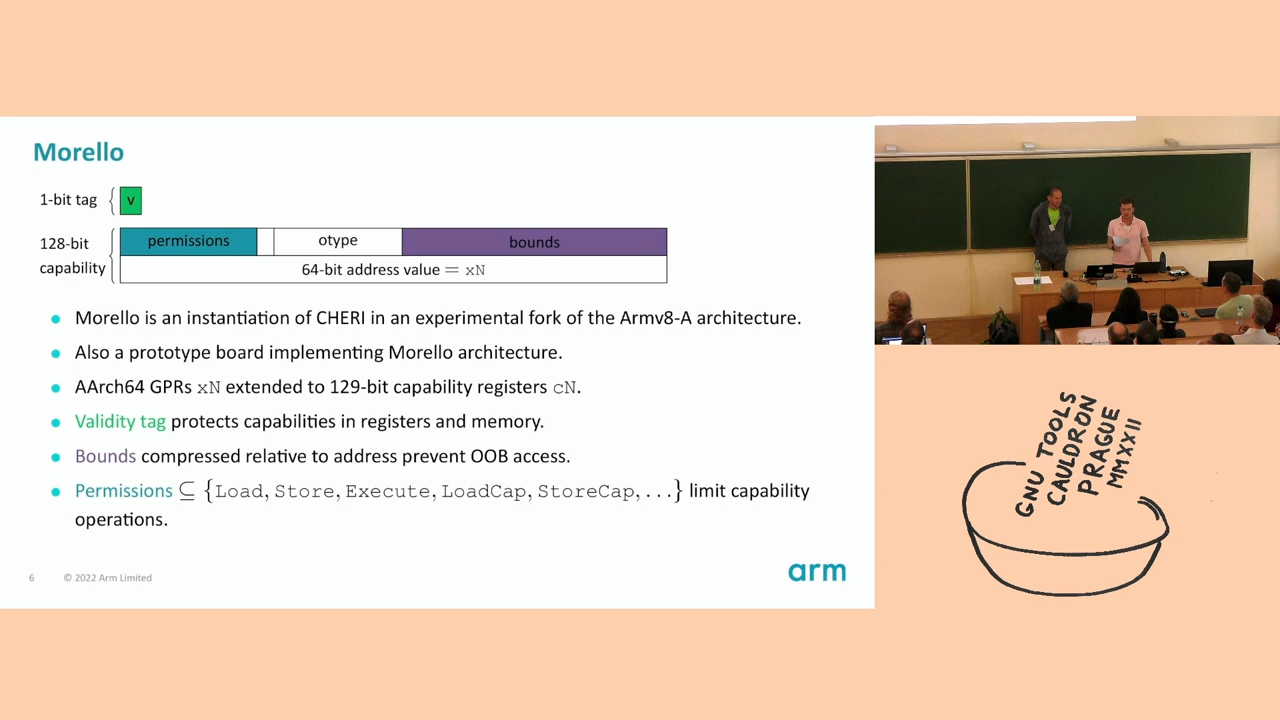 Morello
1-bit tag
v
128-bit
capability
permissions
otype
bounds
64-bit address value = xN
Morello is an instantiation of CHERI in an experimental fork of the Armv8-A architecture.
Also a prototype board implementing Morello architecture.
AArch64 GPRs xN extended to 129-bit capability registers cN.
Validity tag protects capabilities in registers and memory.
Bounds compressed relative to address prevent OOB access.
Permissions ⊆ {Load, Store, Execute, LoadCap, StoreCap, ...} limit capability
operations.
6 © 2022 Arm Limited
arm
GNU TOOLS
CAULDRON
PRAGUE
MMXXII